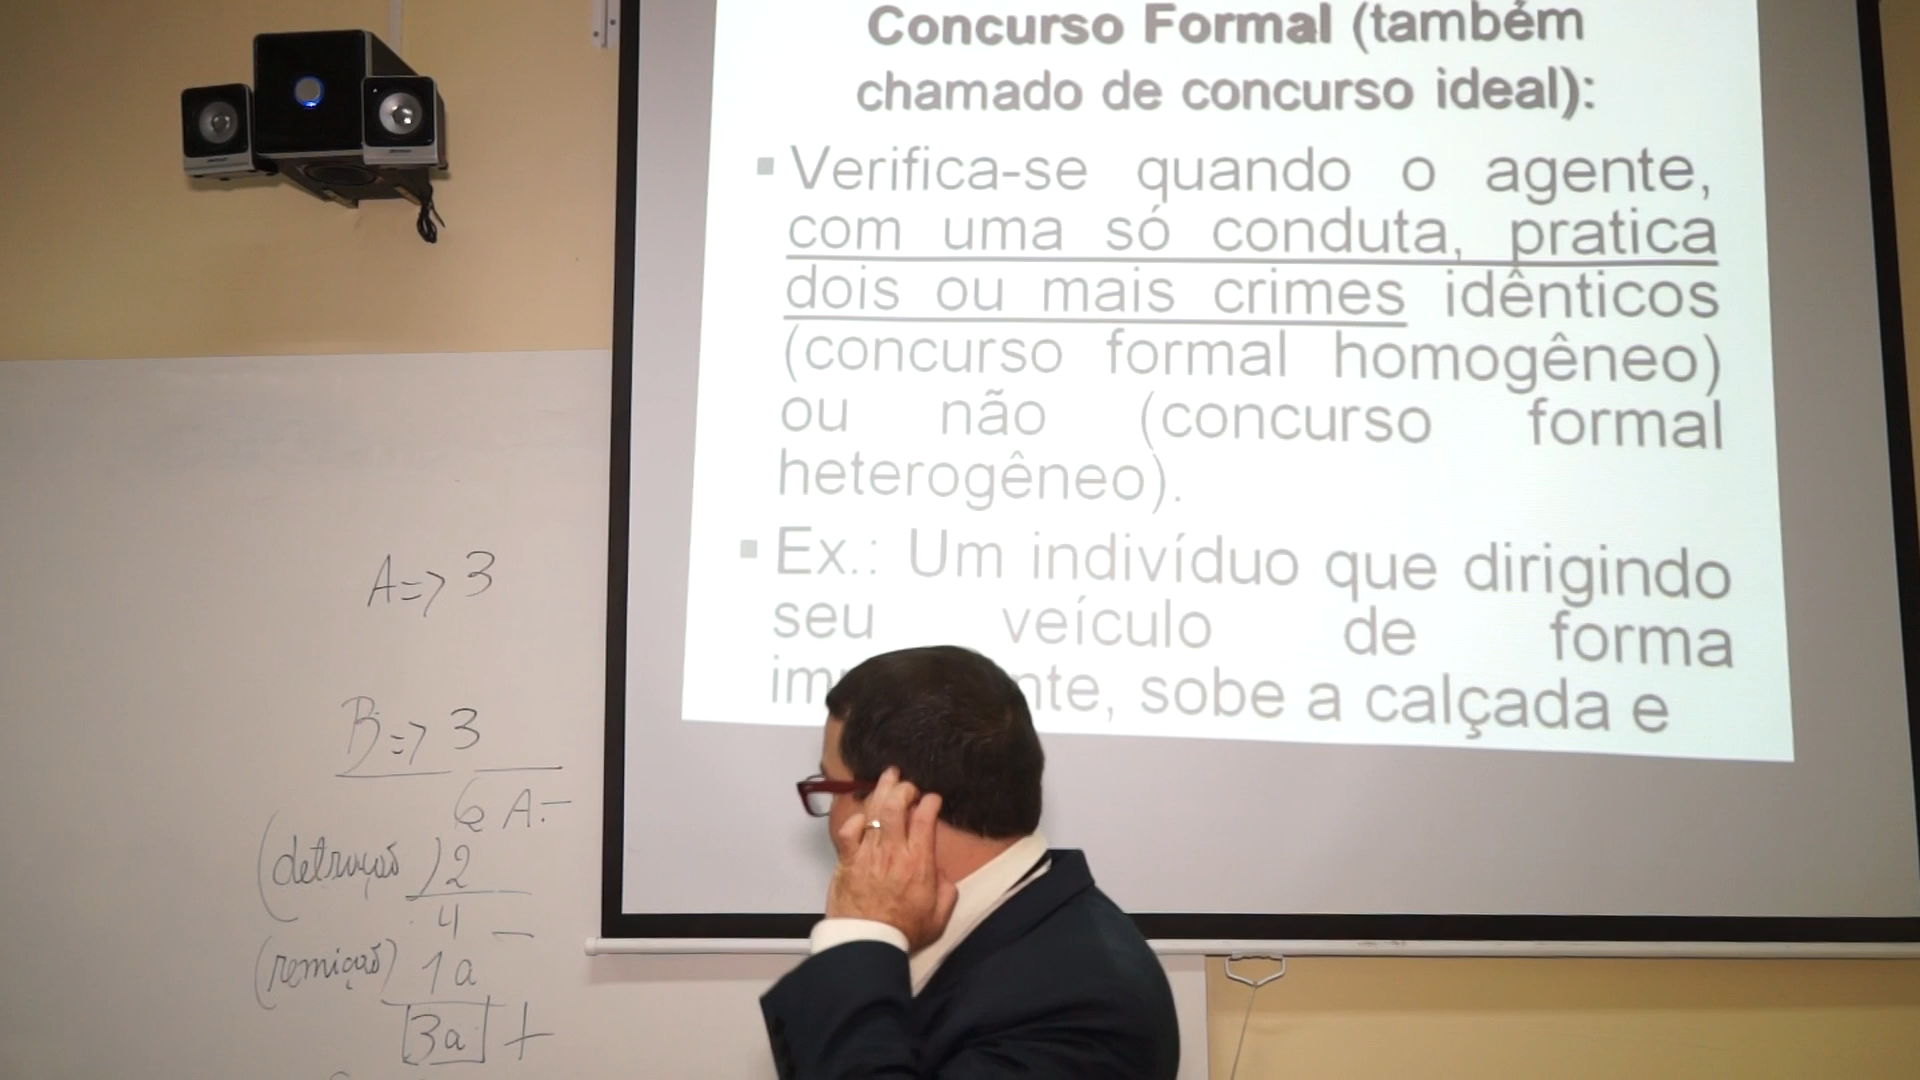 Concurso Formal (também
chamado de concurso ideal):
Verifica-se quando o agente,
com uma só conduta, pratica
dois ou mais crimes idênticos
(concurso formal homogêneo)
ou não (concurso formal
heterogêneo).
Ex.: Um indivíduo que dirigindo
seu veículo de forma
sobe a calçada e
A => 3
B => 3
6 A.-
(detração) 2
4 -
(remição) 1 a
3a +